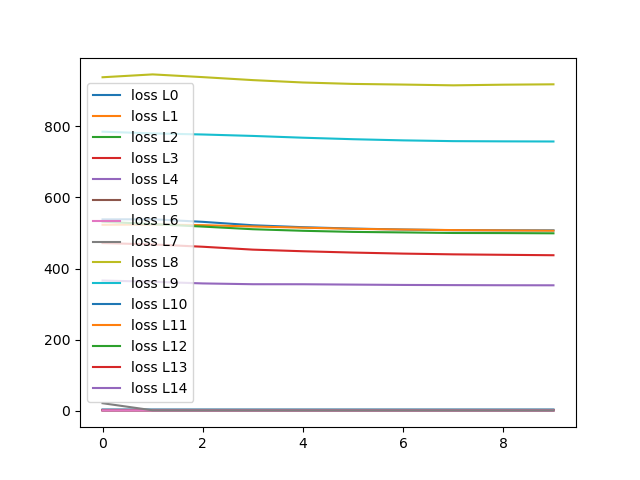 800
600
400
200
0
loss L0
loss L1
loss L2
loss L3
loss L4
loss L5
loss L6
loss L7
loss L8
loss L9
loss L10
loss L11
loss L12
loss L13
loss L14
0 2 4 6 8